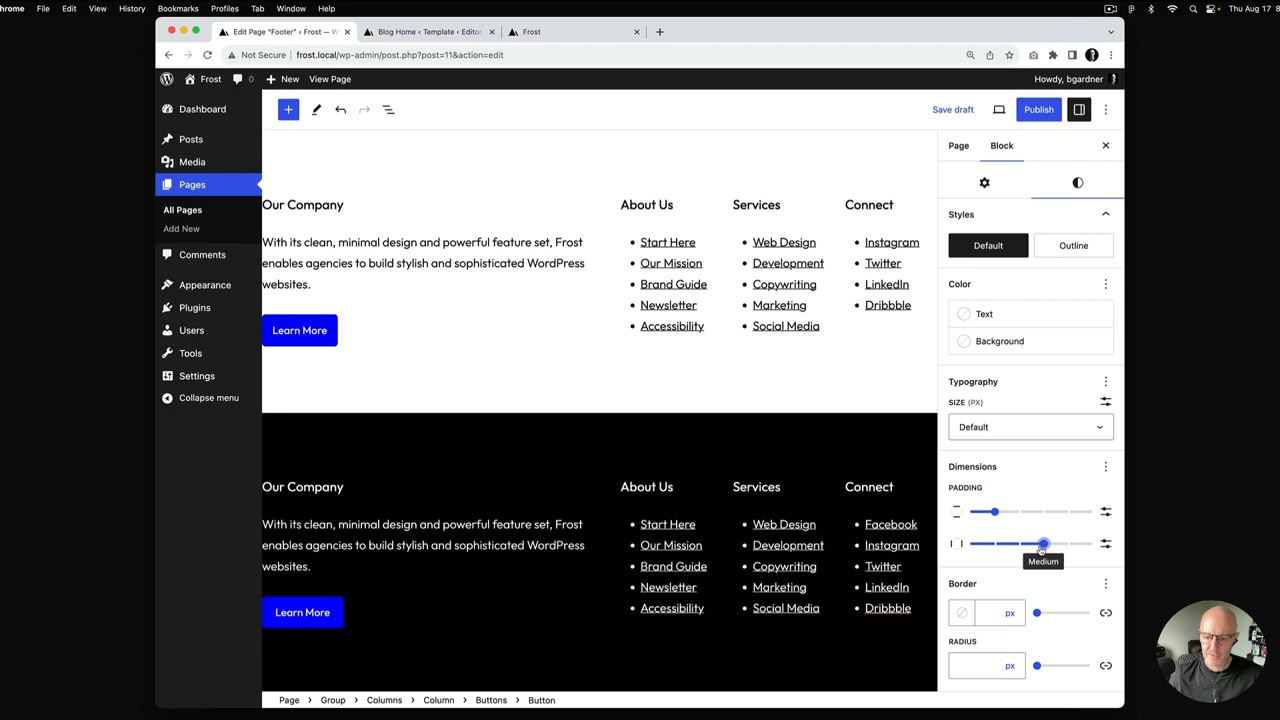 hrome File Edit View History Bookmarks Profiles Tab Window Help Thu Aug 17 8
Edit Page "Footer" ‹ Frost — W Blog Home ‹ Template ‹ Editor Frost
Not Secure frost.local/wp-admin/post.php?post=11&action=edit
Frost 0 New View Page Howdy, bgardner
Dashboard
Posts
Media
Pages
All Pages
Add New
Comments
Appearance
Plugins
Users
Tools
Settings
Collapse menu
Save draft Publish
Our Company
With its clean, minimal design and powerful feature set, Frost
enables agencies to build stylish and sophisticated WordPress
websites.
Learn More
About Us
Start Here
Our Mission
Brand Guide
Newsletter
Accessibility
Services
Web Design
Development
Copywriting
Marketing
Social Media
Connect
Instagram
Twitter
LinkedIn
Dribbble
Our Company
With its clean, minimal design and powerful feature set, Frost
enables agencies to build stylish and sophisticated WordPress
websites.
Learn More
About Us
Start Here
Our Mission
Brand Guide
Newsletter
Accessibility
Services
Web Design
Development
Copywriting
Marketing
Social Media
Connect
Facebook
Instagram
Twitter
LinkedIn
Dribbble
Page Block
Styles
Default Outline
Color
Text
Background
Typography
SIZE (PX)
Default
Dimensions
PADDING
Medium
Border
px
RADIUS
px
Page Group Columns Column Buttons Button